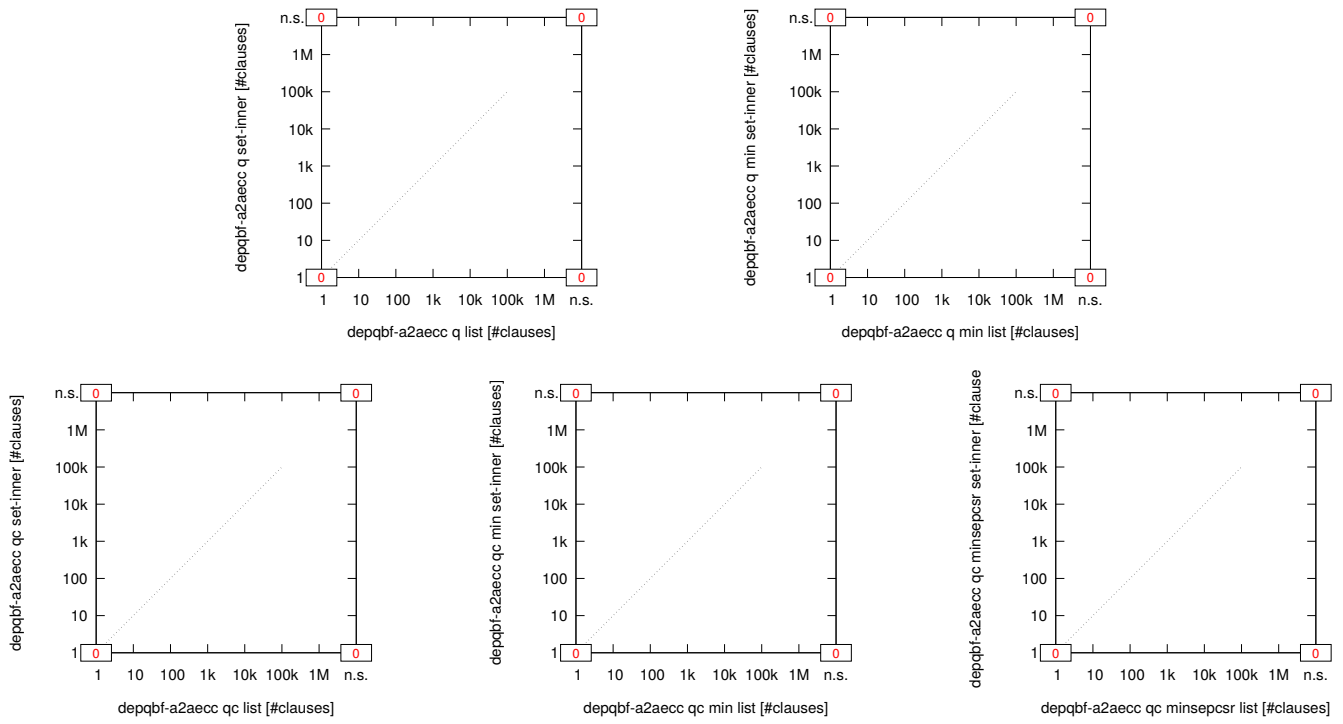 n.s. 0 0
1M
100k
10k
1k
100
10
1 0 0
1 10 100 1k 10k 100k 1M n.s.
depqbf-a2aecc q set-inner [#clauses]
depqbf-a2aecc q list [#clauses]
n.s. 0 0
1M
100k
10k
1k
100
10
1 0 0
1 10 100 1k 10k 100k 1M n.s.
depqbf-a2aecc q min set-inner [#clauses]
depqbf-a2aecc q min list [#clauses]
n.s. 0 0
1M
100k
10k
1k
100
10
1 0 0
1 10 100 1k 10k 100k 1M n.s.
depqbf-a2aecc qc set-inner [#clauses]
depqbf-a2aecc qc list [#clauses]
n.s. 0 0
1M
100k
10k
1k
100
10
1 0 0
1 10 100 1k 10k 100k 1M n.s.
depqbf-a2aecc qc min set-inner [#clauses]
depqbf-a2aecc qc min list [#clauses]
n.s. 0 0
1M
100k
10k
1k
100
10
1 0 0
1 10 100 1k 10k 100k 1M n.s.
depqbf-a2aecc qc minsepcsr set-inner [#clause
depqbf-a2aecc qc minsepcsr list [#clauses]